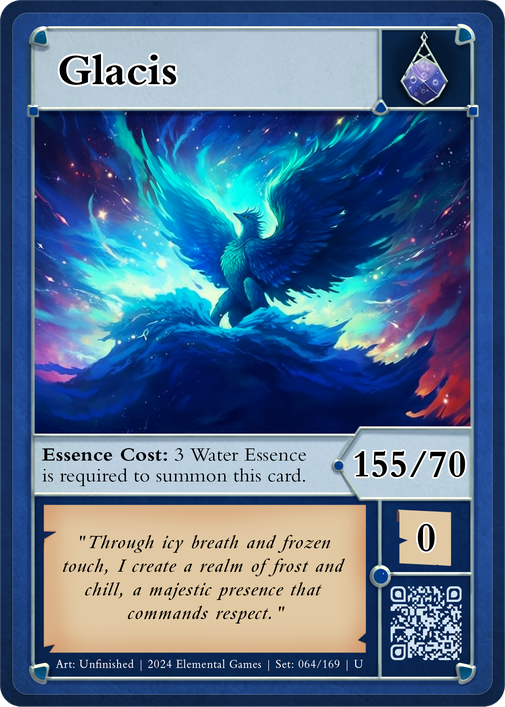 Glacis
Essence Cost: 3 Water Essence
is required to summon this card.
155/70
"Through icy breath and frozen
touch, I create a realm of frost and
chill, a majestic presence that
commands respect."
0
Art: Unfinished | 2024 Elemental Games | Set: 064/169 | U